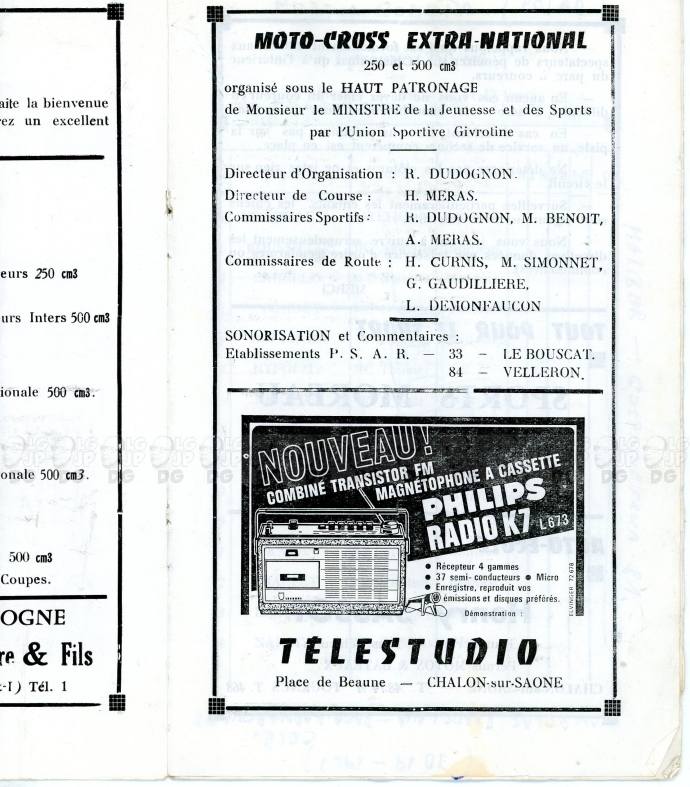 aite la bienvenue
rez un excellent
eurs 250 cm3
urs Inters 500 cm3
ionale 500 cm3.
onale 500 cm3.
500 cm3
Coupes.
OGNE
re & Fils
-I) Tél. 1
MOTO-CROSS EXTRA-NATIONAL
250 et 500 cm3
organisé sous le HAUT PATRONAGE
de Monsieur le MINISTRE de la Jeunesse et des Sports
par l'Union Sportive Givrotine
Directeur d'Organisation : R. DUDOGNON.
Directeur de Course : H. MERAS.
Commissaires Sportifs : R. DUDOGNON, M. BENOIT,
A. MERAS.
Commissaires de Route : H. CURNIS, M. SIMONNET,
G. GAUDILLIERE,
L. DEMONFAUCON
SONORISATION et Commentaires :
Etablissements P. S. A. R. — 33 — LE BOUSCAT.
84 — VELLERON.
NOUVEAU!
COMBINÉ TRANSISTOR FM
MAGNÉTOPHONE A CASSETTE
PHILIPS
RADIO K7 L673
● Récepteur 4 gammes
● 37 semi-conducteurs ● Micro
● Enregistre, reproduit vos
émissions et disques préférés.
Démonstration :
ELVINGER 72678
TÉLESTUDIO
Place de Beaune — CHALON-sur-SAONE